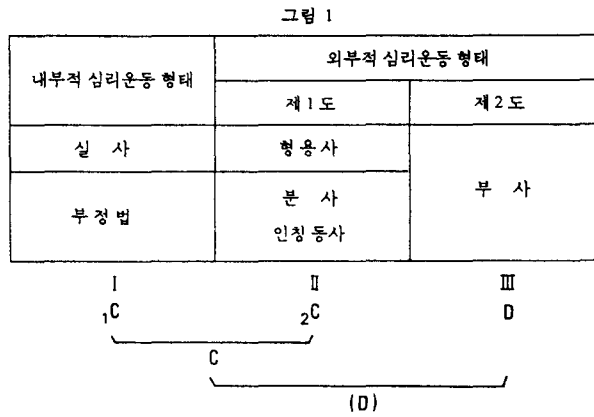 그림 1
내부적 심리운동 형태
외부적 심리운동 형태
제1도
제2도
실 사
형용사
부 사
부정법
분 사
인칭동사
I II III
₁C ₂C D
C
(D)